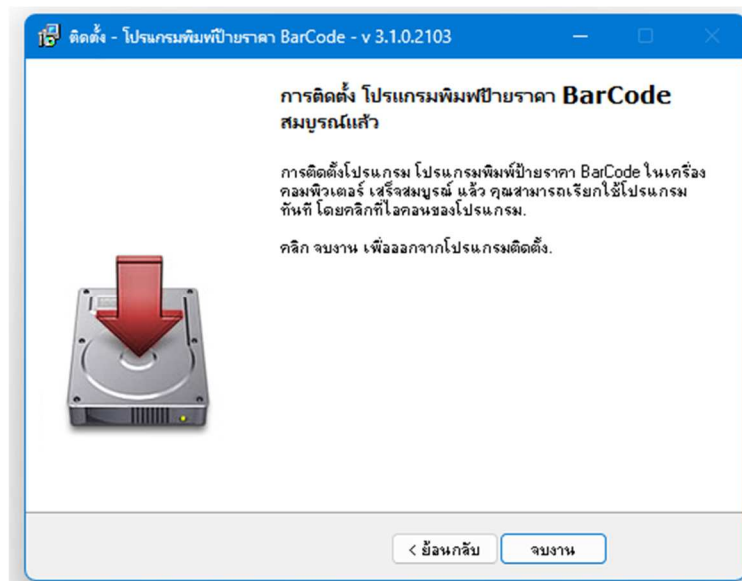 ติดตั้ง - โปรแกรมพิมพ์ป้ายราคา BarCode - v 3.1.0.2103
การติดตั้ง โปรแกรมพิมพ์ป้ายราคา BarCode
สมบูรณ์แล้ว
การติดตั้งโปรแกรม โปรแกรมพิมพ์ป้ายราคา BarCode ในเครื่อง
คอมพิวเตอร์ เสร็จสมบูรณ์ แล้ว คุณสามารถเรียกใช้โปรแกรม
ทันที โดยคลิกที่ไอคอนของโปรแกรม.
คลิก จบงาน เพื่อออกจากโปรแกรมติดตั้ง.
< ย้อนกลับ
จบงาน